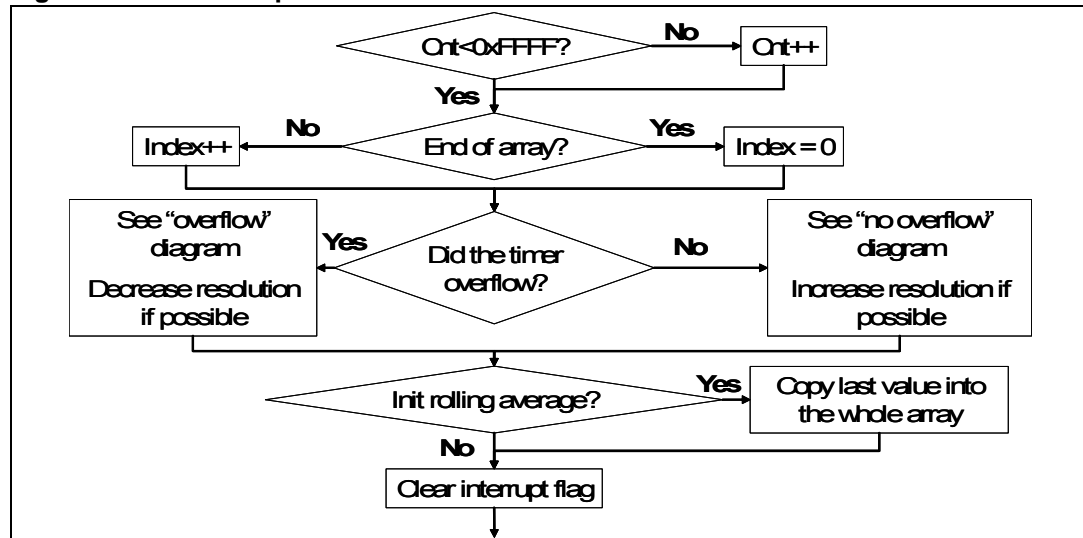 Cnt<0xFFFF?
No
Cnt++
Yes
Index++
No
End of array?
Yes
Index = 0
See “overflow”
diagram
Decrease resolution
if possible
Yes
Did the timer
overflow?
No
See “no overflow”
diagram
Increase resolution if
possible
Init rolling average?
Yes
Copy last value into
the whole array
No
Clear interrupt flag